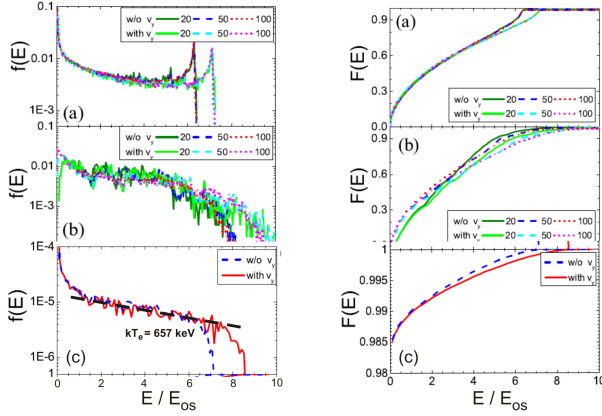 0.1
w/o v_y 20 50 100
with v_y 20 50 100
f(E)
0.01
1E-3
(a)
0.1
w/o v_y 20 50 100
with v_y 20 50 100
f(E)
0.01
1E-3
(b)
1E-4
w/o v_y
with v_y
f(E)
1E-5
kT_e = 657 keV
1E-6
(c)
1
0 2 4 6 8 10
E / E_OS
(a)
0.9
F(E)
0.6
0.3
w/o v_y 20 50 100
with v_y 20 50 100
0.0
(b)
0.9
F(E)
0.6
0.3
w/o v_y 20 50 100
with v_y 20 50 100
1
w/o v_y
with v_y
0.995
F(E)
0.99
0.985
(c)
0.98
0 2 4 6 8 10
E / E_OS